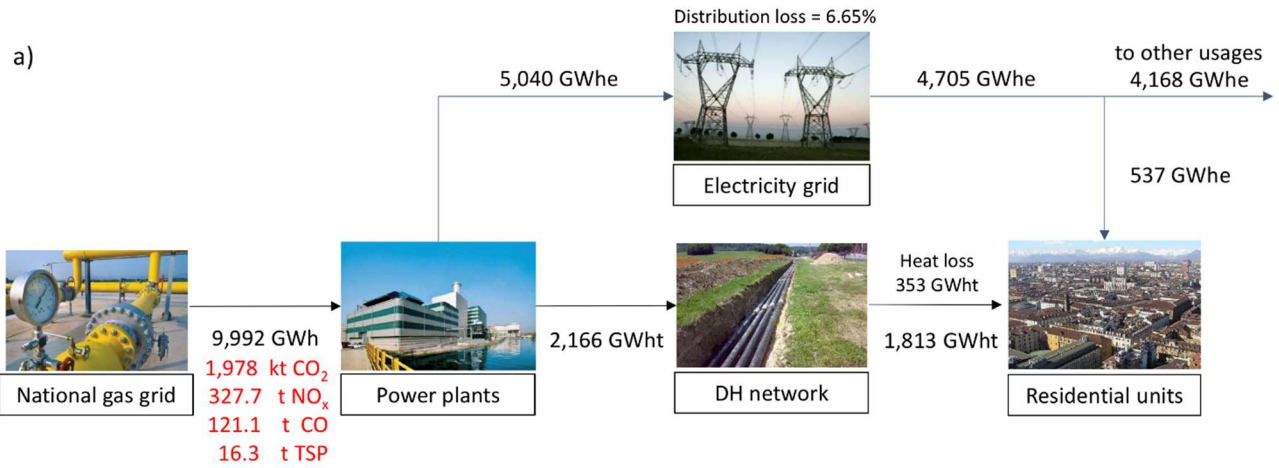 a)
Distribution loss = 6.65%
5,040 GWhe
4,705 GWhe
to other usages
4,168 GWhe
Electricity grid
537 GWhe
9,992 GWh
1,978 kt CO₂
327.7 t NOₓ
121.1 t CO
16.3 t TSP
2,166 GWht
Heat loss
353 GWht
1,813 GWht
National gas grid
Power plants
DH network
Residential units